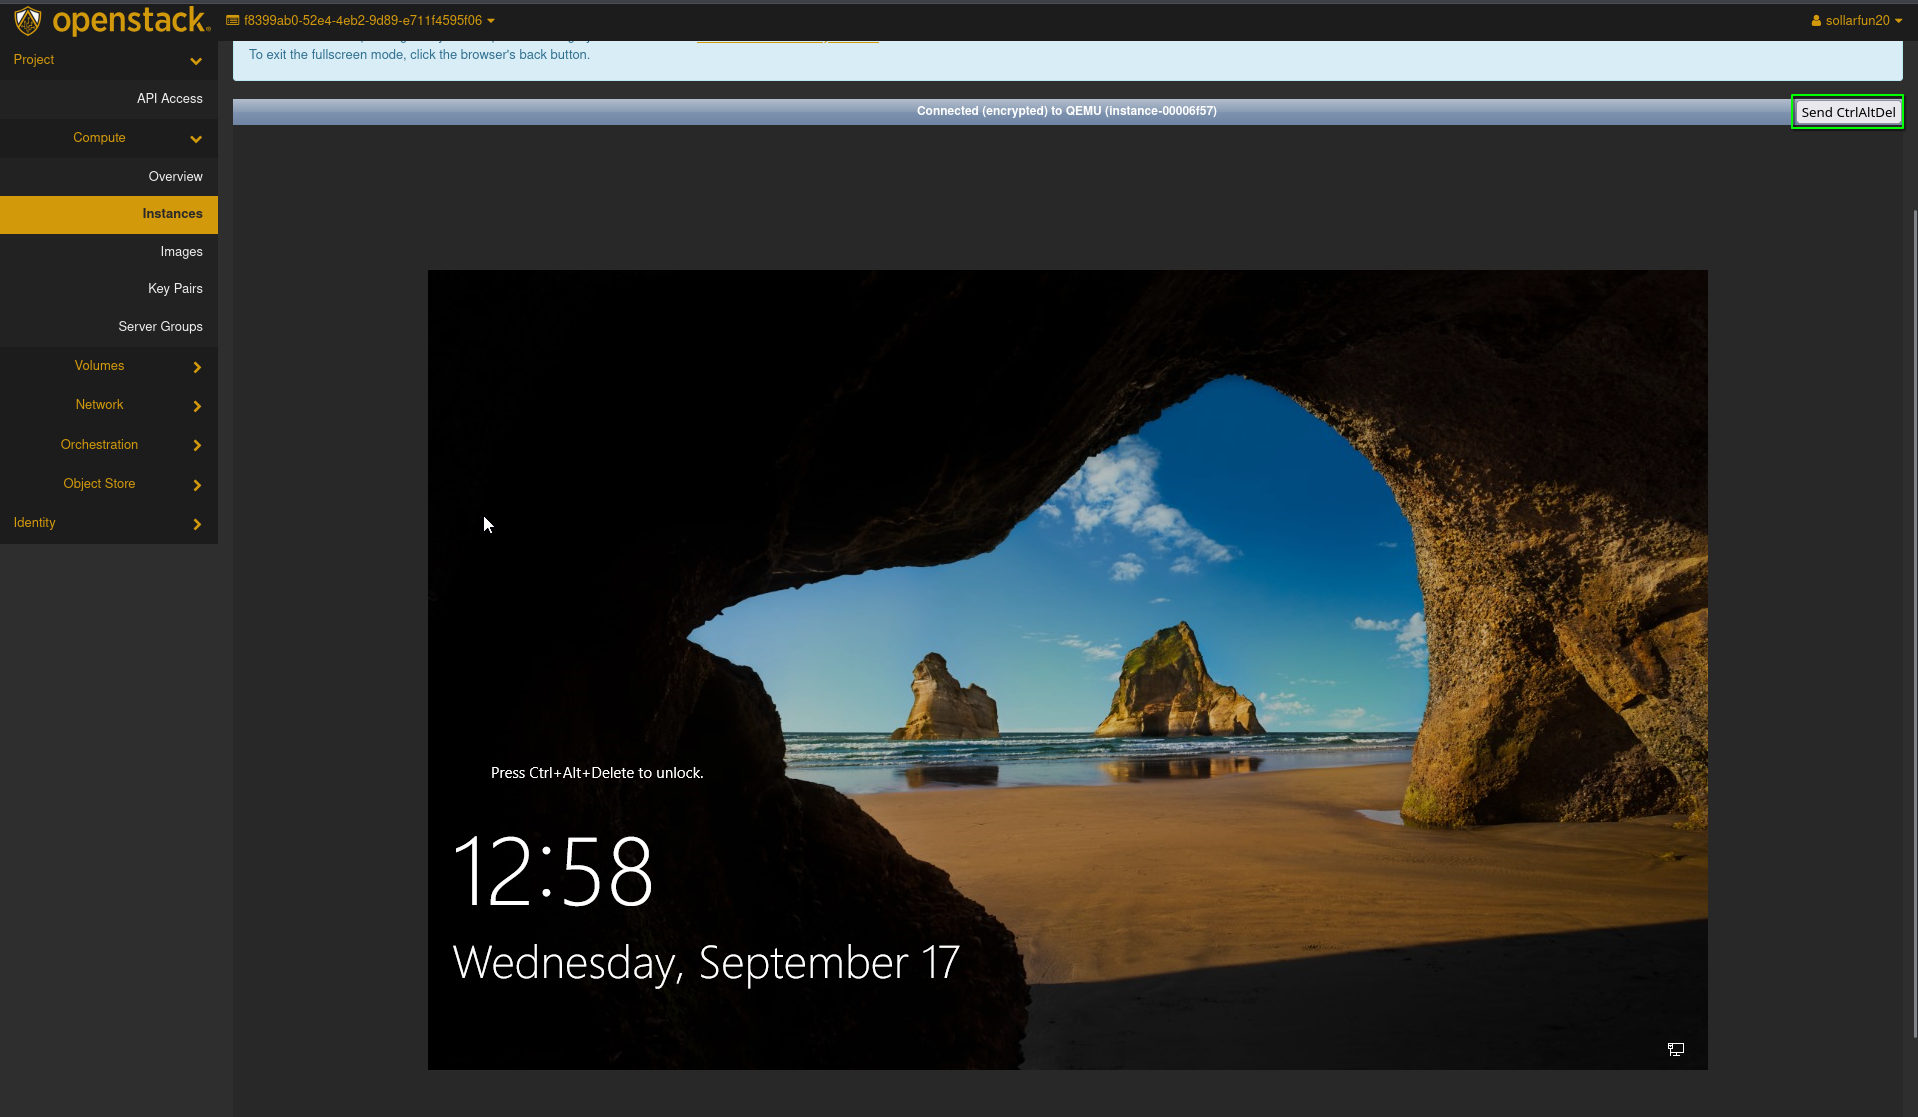 openstack.
f8399ab0-52e4-4eb2-9d89-e711f4595f06
sollarfun20
Project
API Access
Compute
Overview
Instances
Images
Key Pairs
Server Groups
Volumes
Network
Orchestration
Object Store
Identity
To exit the fullscreen mode, click the browser's back button.
Connected (encrypted) to QEMU (instance-00006f57)
Send CtrlAltDel
Press Ctrl+Alt+Delete to unlock.
12:58
Wednesday, September 17